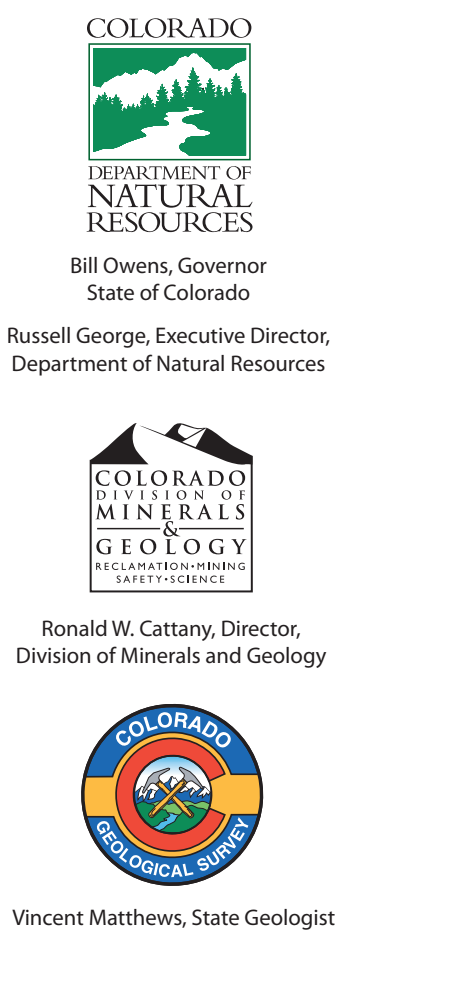 COLORADO
DEPARTMENT OF
NATURAL
RESOURCES
Bill Owens, Governor
State of Colorado
Russell George, Executive Director,
Department of Natural Resources
COLORADO
DIVISION OF
MINERALS
&
GEOLOGY
RECLAMATION•MINING
SAFETY•SCIENCE
Ronald W. Cattany, Director,
Division of Minerals and Geology
COLORADO
GEOLOGICAL SURVEY
Vincent Matthews, State Geologist